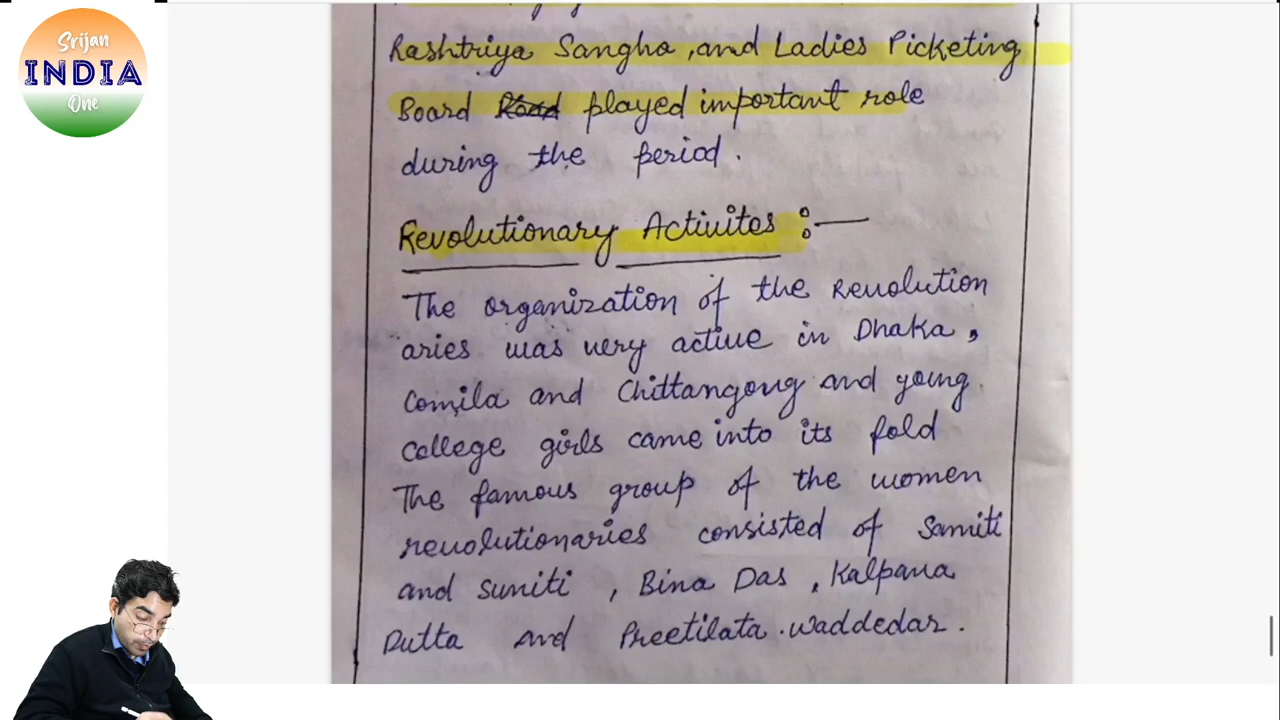 Srijan
INDIA
One
Rashtriya Sangha, and Ladies Picketing
Board played important role
during the period.
Revolutionary Activites :—
The organization of the Revolution
aries was very active in Dhaka,
Comila and Chittangong and young
college girls came into its fold
The famous group of the women
revolutionaries consisted of Samiti
and Suniti, Bina Das, Kalpana
Dutta and Preetilata.waddedar.